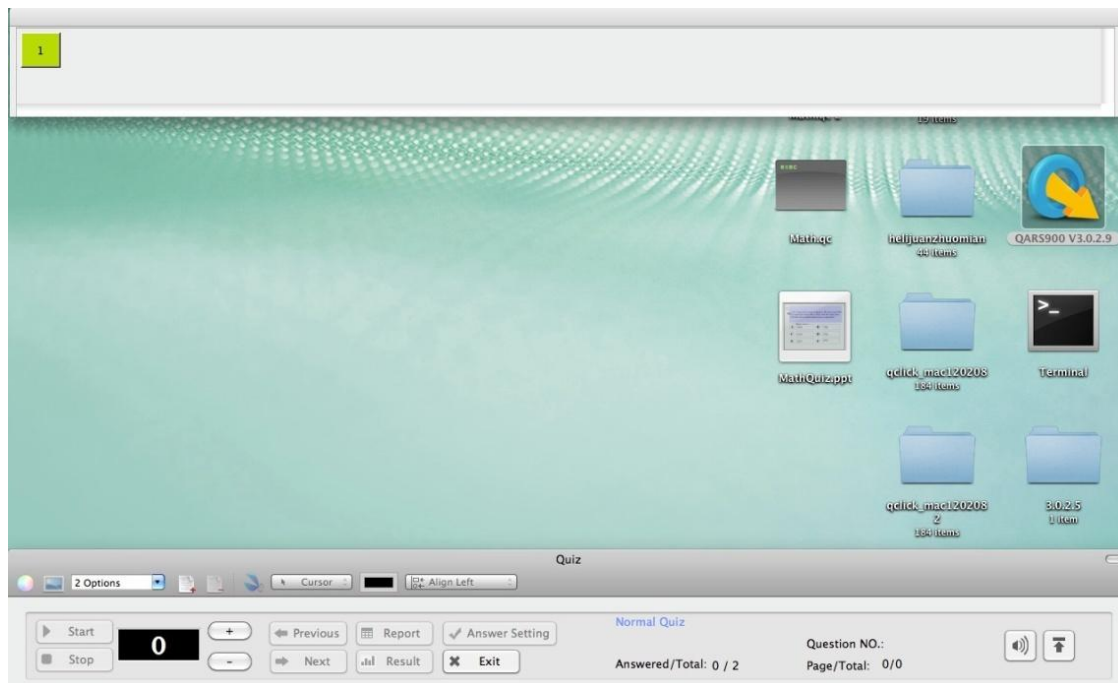 1
19 items
Math.qc
helijuanzhuomian
44 items
QARS900 V3.0.2.9
MathQuiz.ppt
qclick_mac120208
184 items
Terminal
qclick_mac120208
2
184 items
3.0.2.5
1 item
Quiz
2 Options
Cursor
Align Left
Start
0
+
Previous
Report
Answer Setting
Normal Quiz
Question NO.:
Stop
-
Next
Result
Exit
Answered/Total: 0 / 2
Page/Total: 0/0